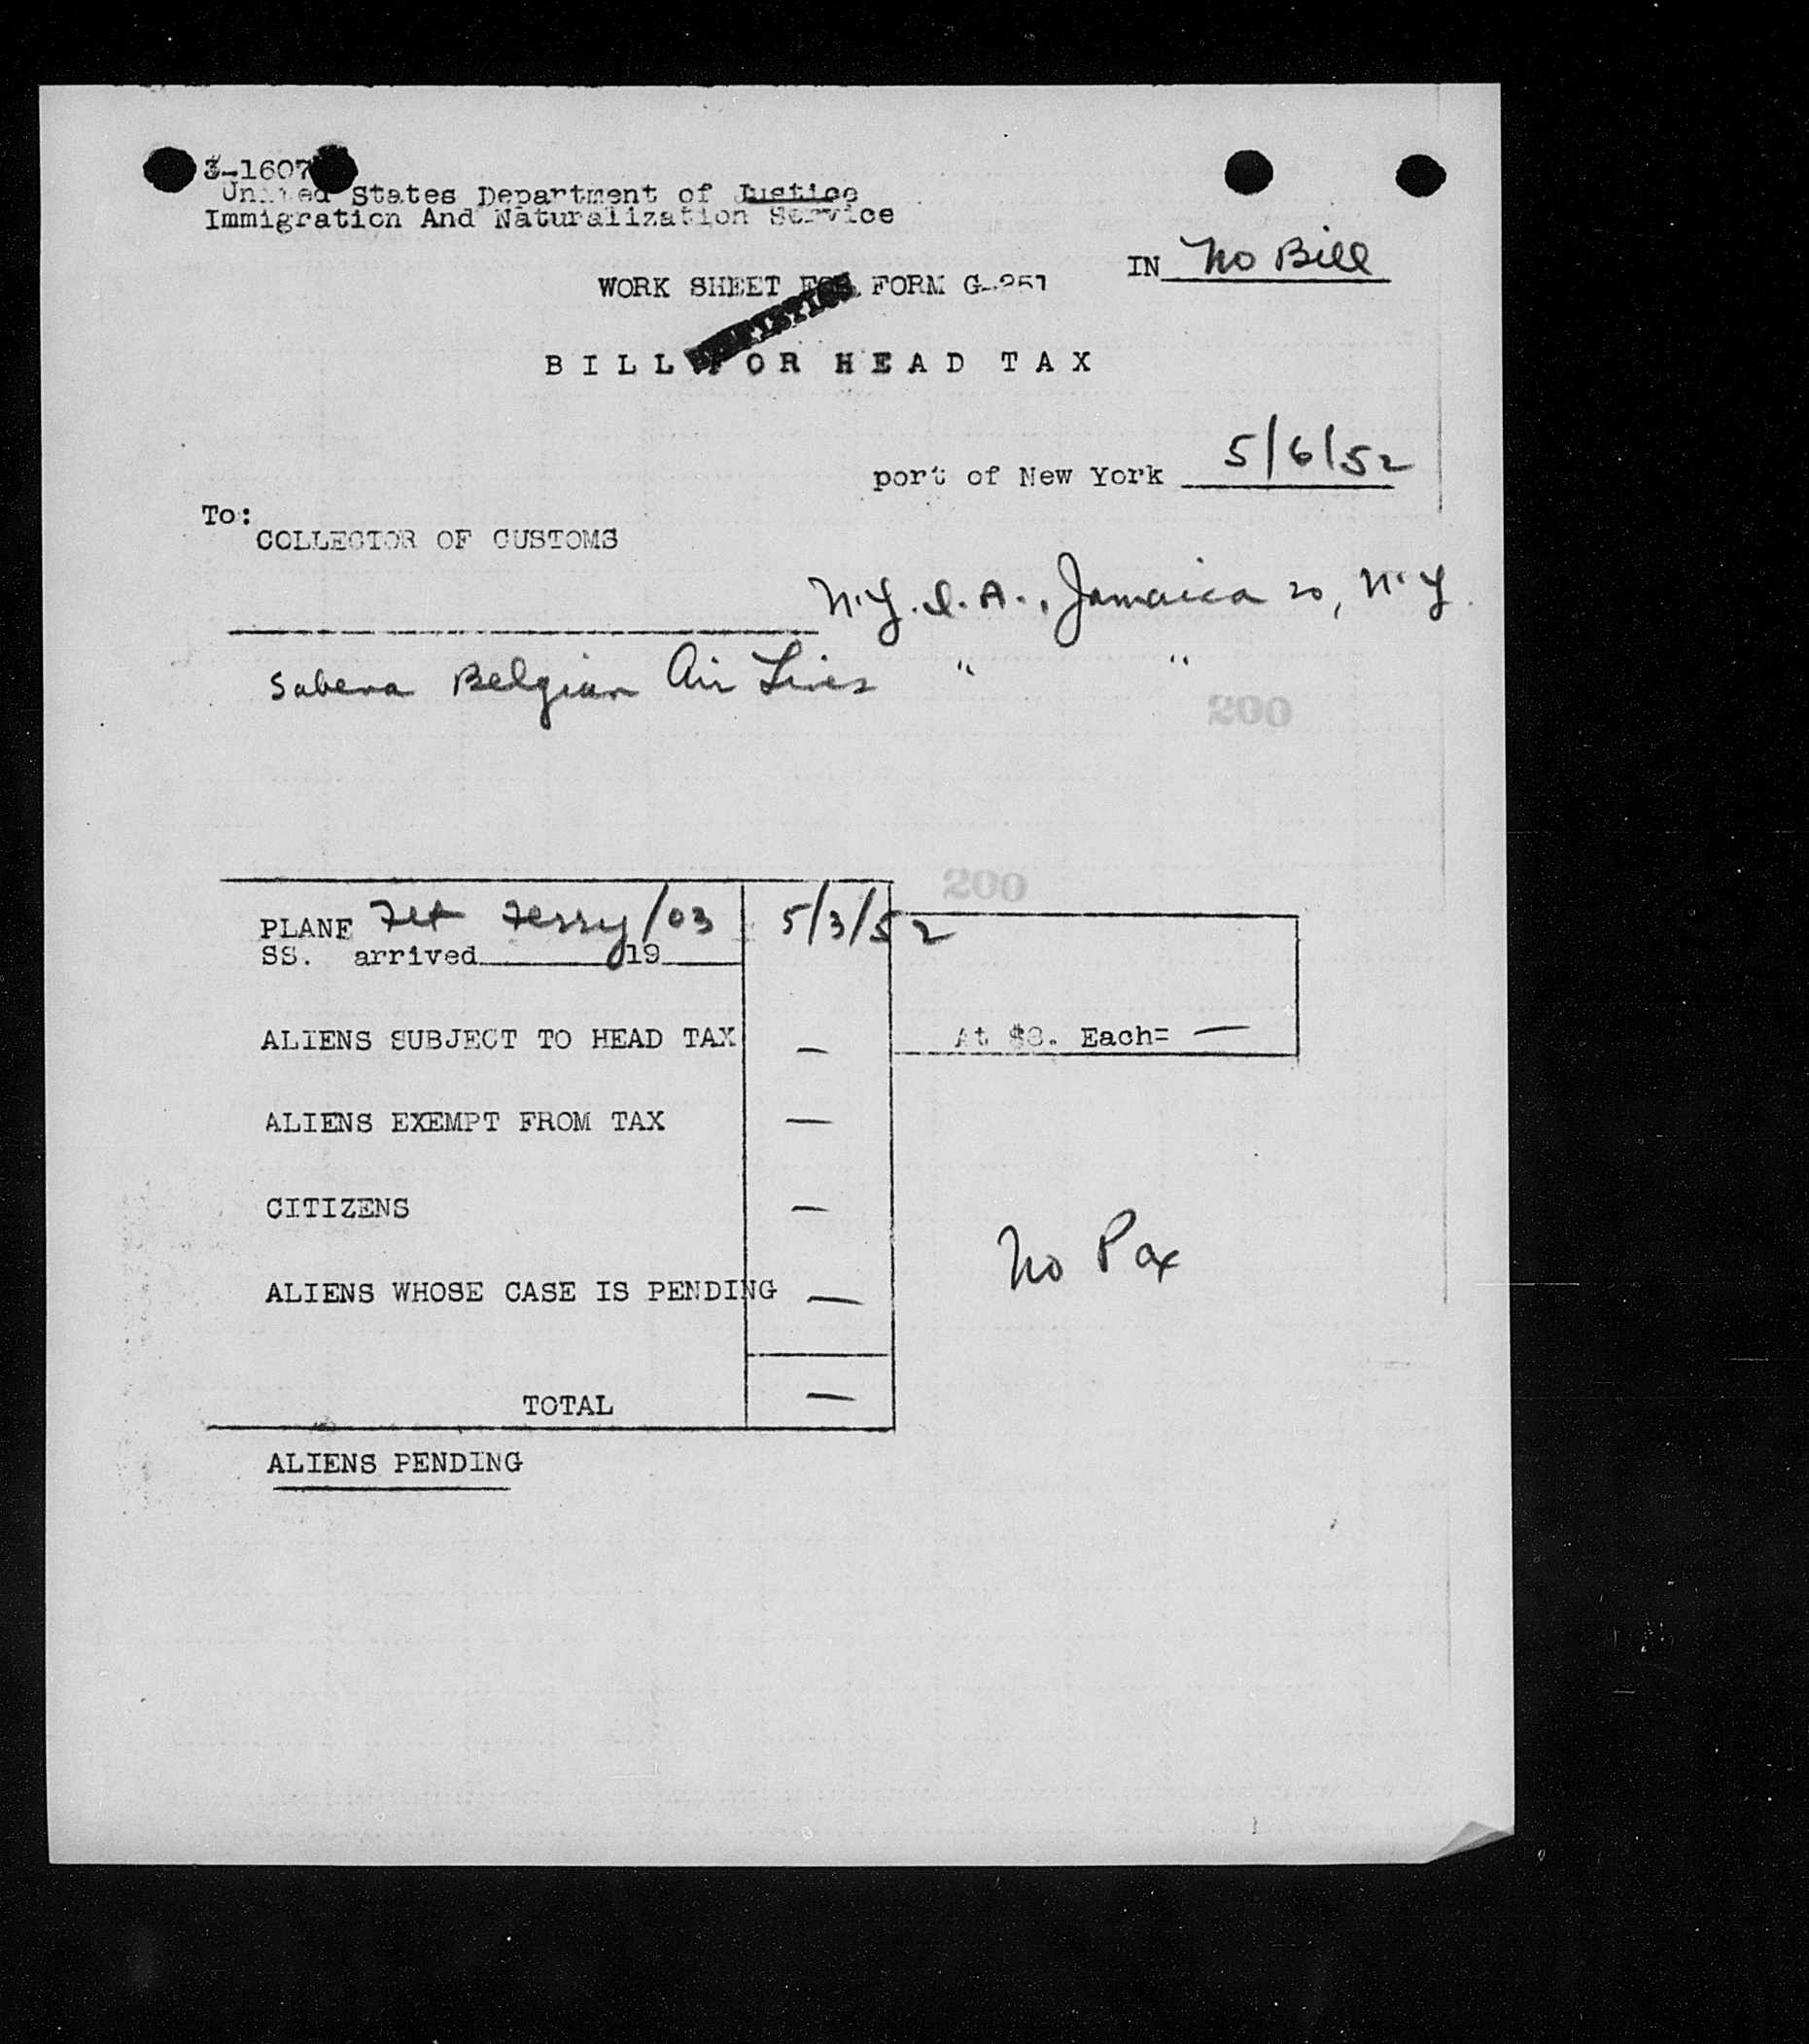 3-1607
United States Department of Justice
Immigration And Naturalization Service
IN No Bill
WORK SHEET FOR FORM G-251
STATISTICS
BILL FOR HEAD TAX
port of New York 5/6/52
To:
COLLECTOR OF CUSTOMS
N.Y.I.A., Jamaica 20, N.Y.
Sabena Belgian Air Lines " "
200
200
PLANE Flt Ferry/03 5/3/52
SS. arrived 19
ALIENS SUBJECT TO HEAD TAX — At $8. Each= —
ALIENS EXEMPT FROM TAX —
CITIZENS —
No Pax
ALIENS WHOSE CASE IS PENDING —
TOTAL —
ALIENS PENDING